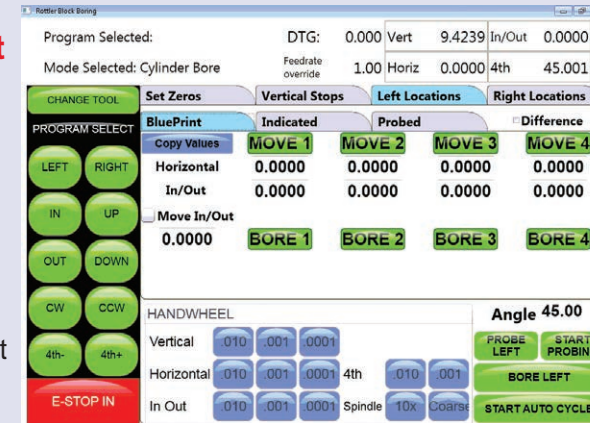 Rottler Block Boring
Program Selected: DTG: 0.000 Vert 9.4239 In/Out 0.0000
Mode Selected: Cylinder Bore Feedrate override 1.00 Horiz 0.0000 4th 45.001
CHANGE TOOL Set Zeros Vertical Stops Left Locations Right Locations
PROGRAM SELECT BluePrint Indicated Probed Difference
Copy Values MOVE 1 MOVE 2 MOVE 3 MOVE 4
LEFT RIGHT Horizontal 0.0000 0.0000 0.0000 0.0000
In/Out 0.0000 0.0000 0.0000 0.0000
IN UP Move In/Out
0.0000 BORE 1 BORE 2 BORE 3 BORE 4
OUT DOWN
CW CCW HANDWHEEL Angle 45.00
4th- 4th+ Vertical .010 .001 .0001 PROBE LEFT START PROBIN
Horizontal .010 .001 .0001 4th .010 .001 BORE LEFT
E-STOP IN In Out .010 .001 .0001 Spindle 10x Coarse START AUTO CYCLE
t
t